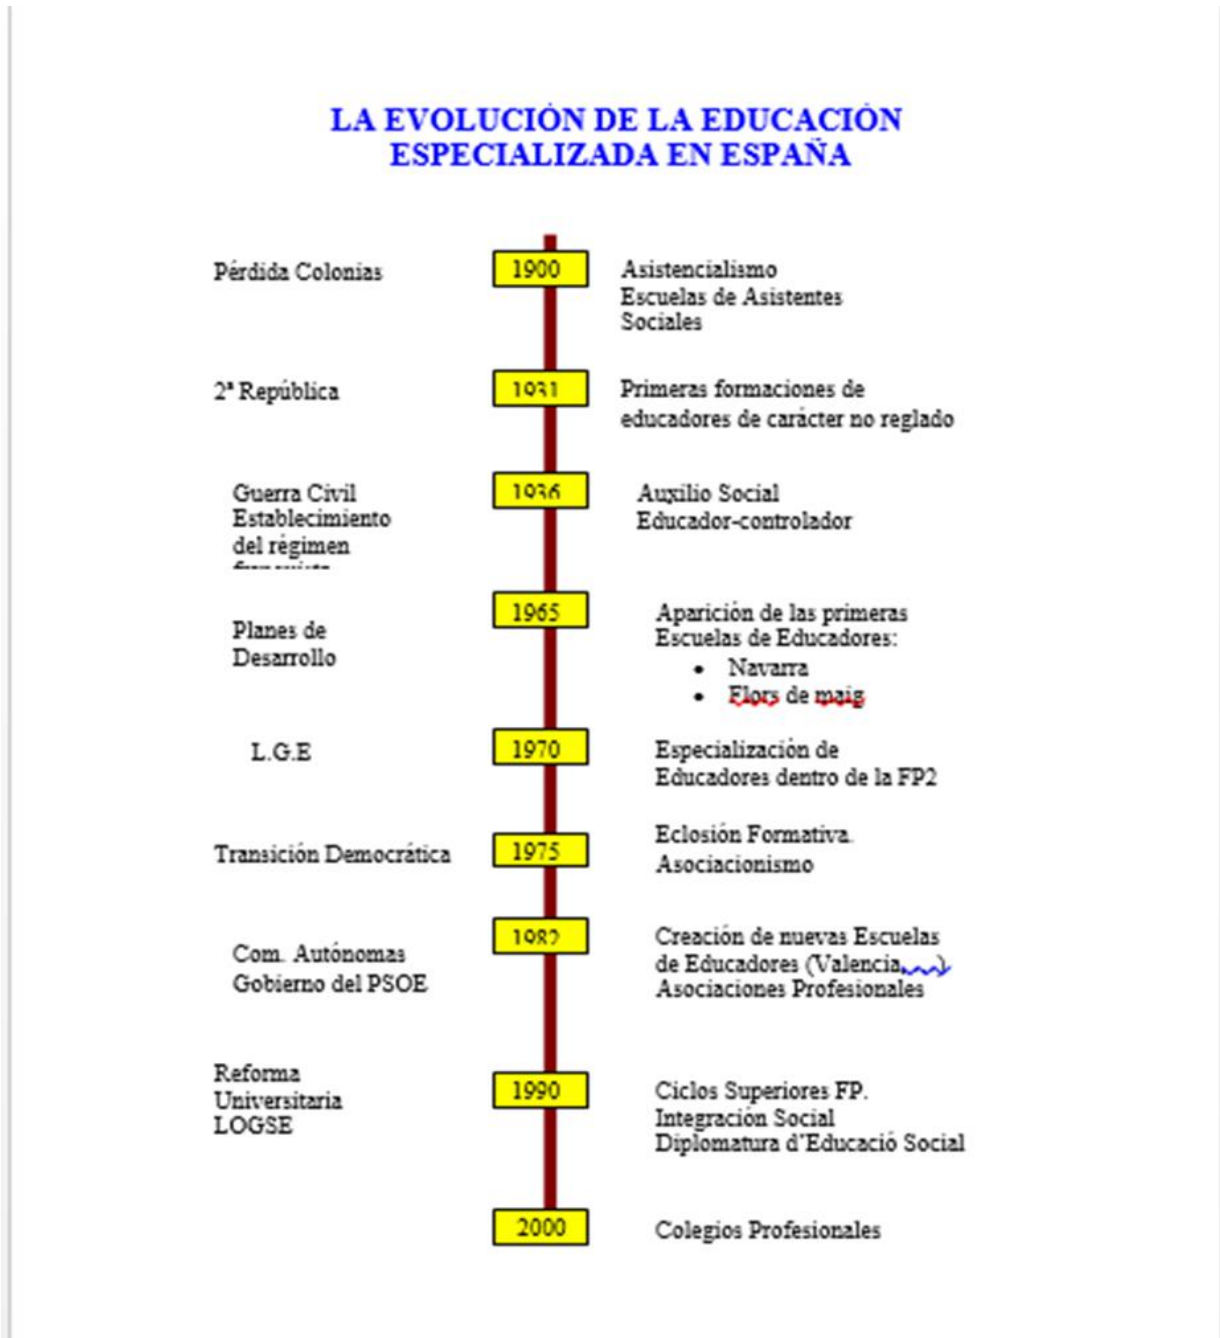 LA EVOLUCIÓN DE LA EDUCACIÓN
ESPECIALIZADA EN ESPAÑA
Pérdida Colonias
1900
Asistencialismo
Escuelas de Asistentes
Sociales
2ª República
1931
Primeras formaciones de
educadores de carácter no reglado
Guerra Civil
Establecimiento
del régimen
1936
Auxilio Social
Educador-controlador
Planes de
Desarrollo
1965
Aparición de las primeras
Escuelas de Educadores:
• Navarra
• Flors de maig
L.G.E
1970
Especialización de
Educadores dentro de la FP2
Transición Democrática
1975
Eclosión Formativa.
Asociacionismo
Com. Autónomas
Gobierno del PSOE
1982
Creación de nuevas Escuelas
de Educadores (Valencia,...)
Asociaciones Profesionales
Reforma
Universitaria
LOGSE
1990
Ciclos Superiores FP.
Integración Social
Diplomatura d'Educació Social
2000
Colegios Profesionales